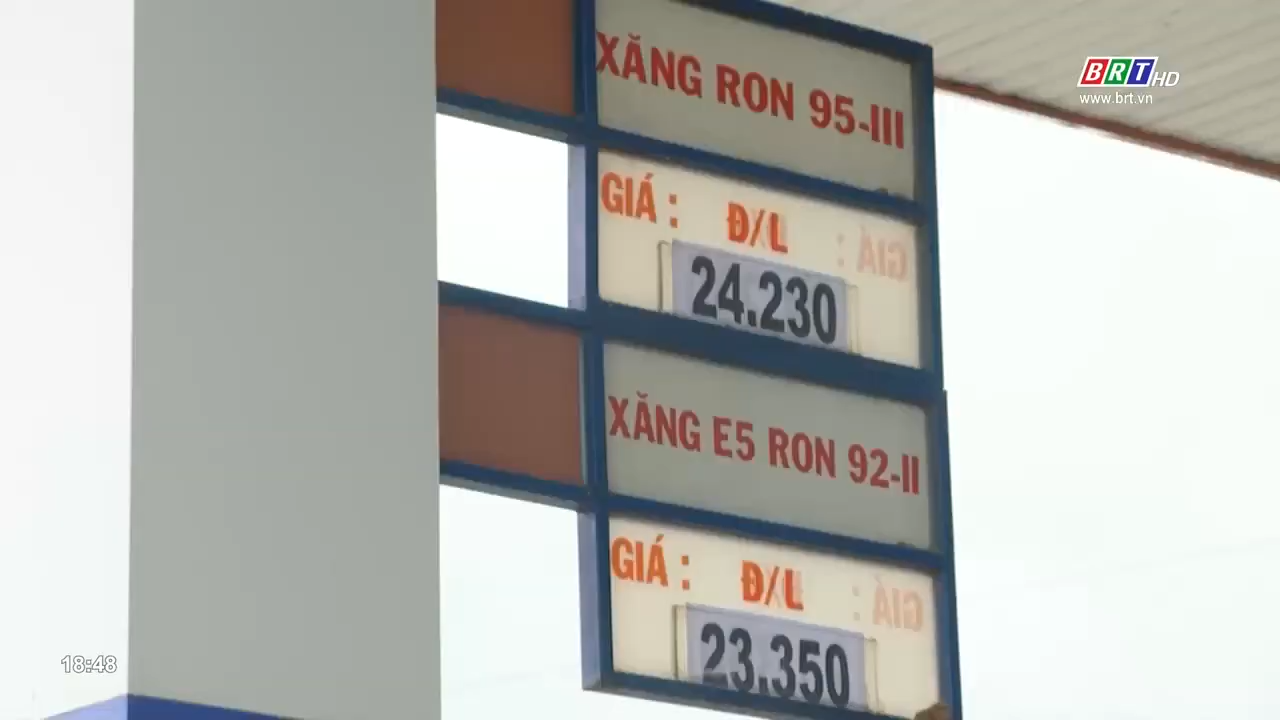 XĂNG RON 95-III
GIÁ : Đ/L
24.230
XĂNG E5 RON 92-II
GIÁ : Đ/L
23.350
BRT HD
www.brt.vn
18:48